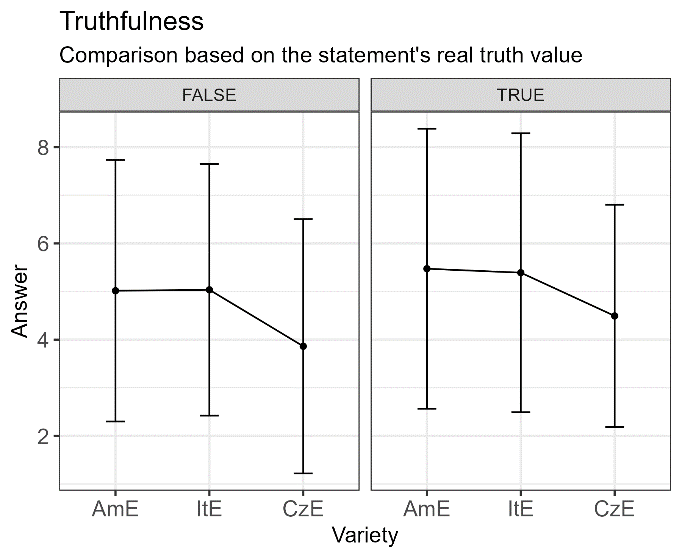 Truthfulness
Comparison based on the statement's real truth value
FALSE TRUE
8
6
4
2
Answer
AmE ItE CzE AmE ItE CzE
Variety